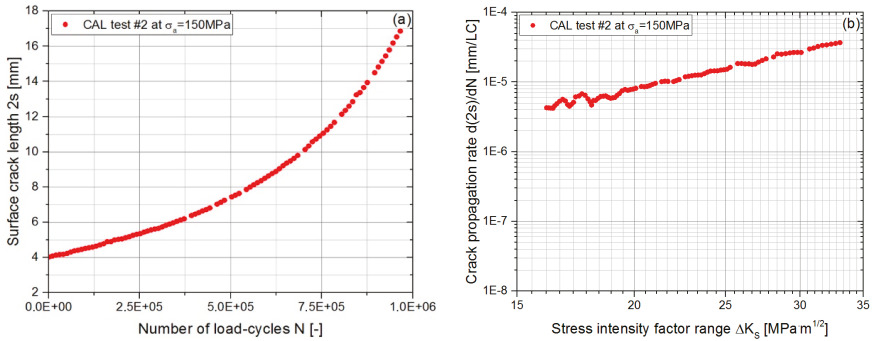 (a)
CAL test #2 at σa=150MPa
18
16
14
12
10
8
6
4
2
Surface crack length 2s [mm]
0.0E+00
2.5E+05
5.0E+05
7.5E+05
1.0E+06
Number of load-cycles N [-]
(b)
CAL test #2 at σa=150MPa
1E-4
1E-5
1E-6
1E-7
1E-8
Crack propagation rate d(2s)/dN [mm/LC]
15
20
25
30
35
Stress intensity factor range ΔKS [MPa·m1/2]